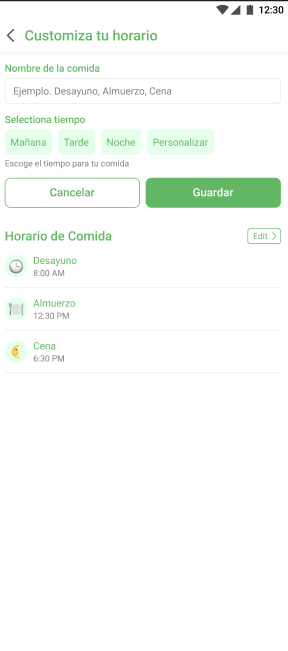 12:30
Customiza tu horario
Nombre de la comida
Ejemplo. Desayuno, Almuerzo, Cena
Selecciona tiempo
Mañana Tarde Noche Personalizar
Escoge el tiempo para tu comida
Cancelar Guardar
Horario de Comida Edit
Desayuno
8:00 AM
Almuerzo
12:30 PM
Cena
6:30 PM